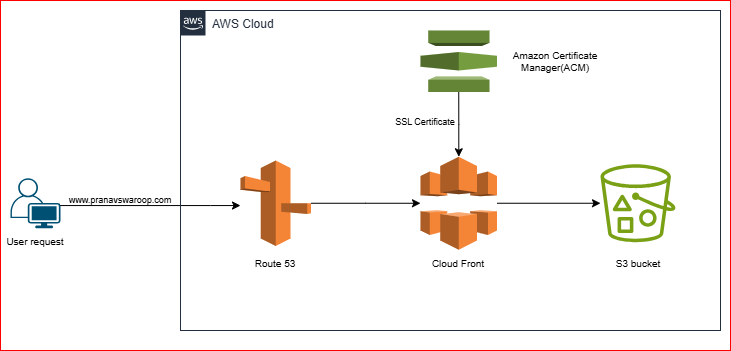 aws
AWS Cloud
Amazon Certificate
Manager(ACM)
SSL Certificate
www.pranavswaroop.com
User request
Route 53
Cloud Front
S3 bucket